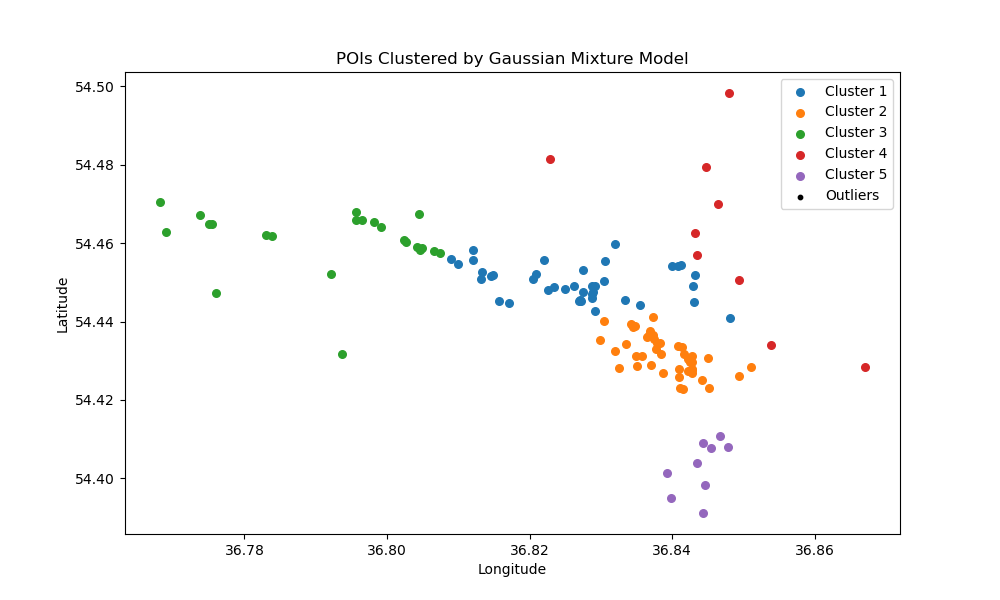 POIs Clustered by Gaussian Mixture Model
54.50
54.48
54.46
54.44
54.42
54.40
Latitude
Cluster 1
Cluster 2
Cluster 3
Cluster 4
Cluster 5
Outliers
36.78
36.80
36.82
36.84
36.86
Longitude